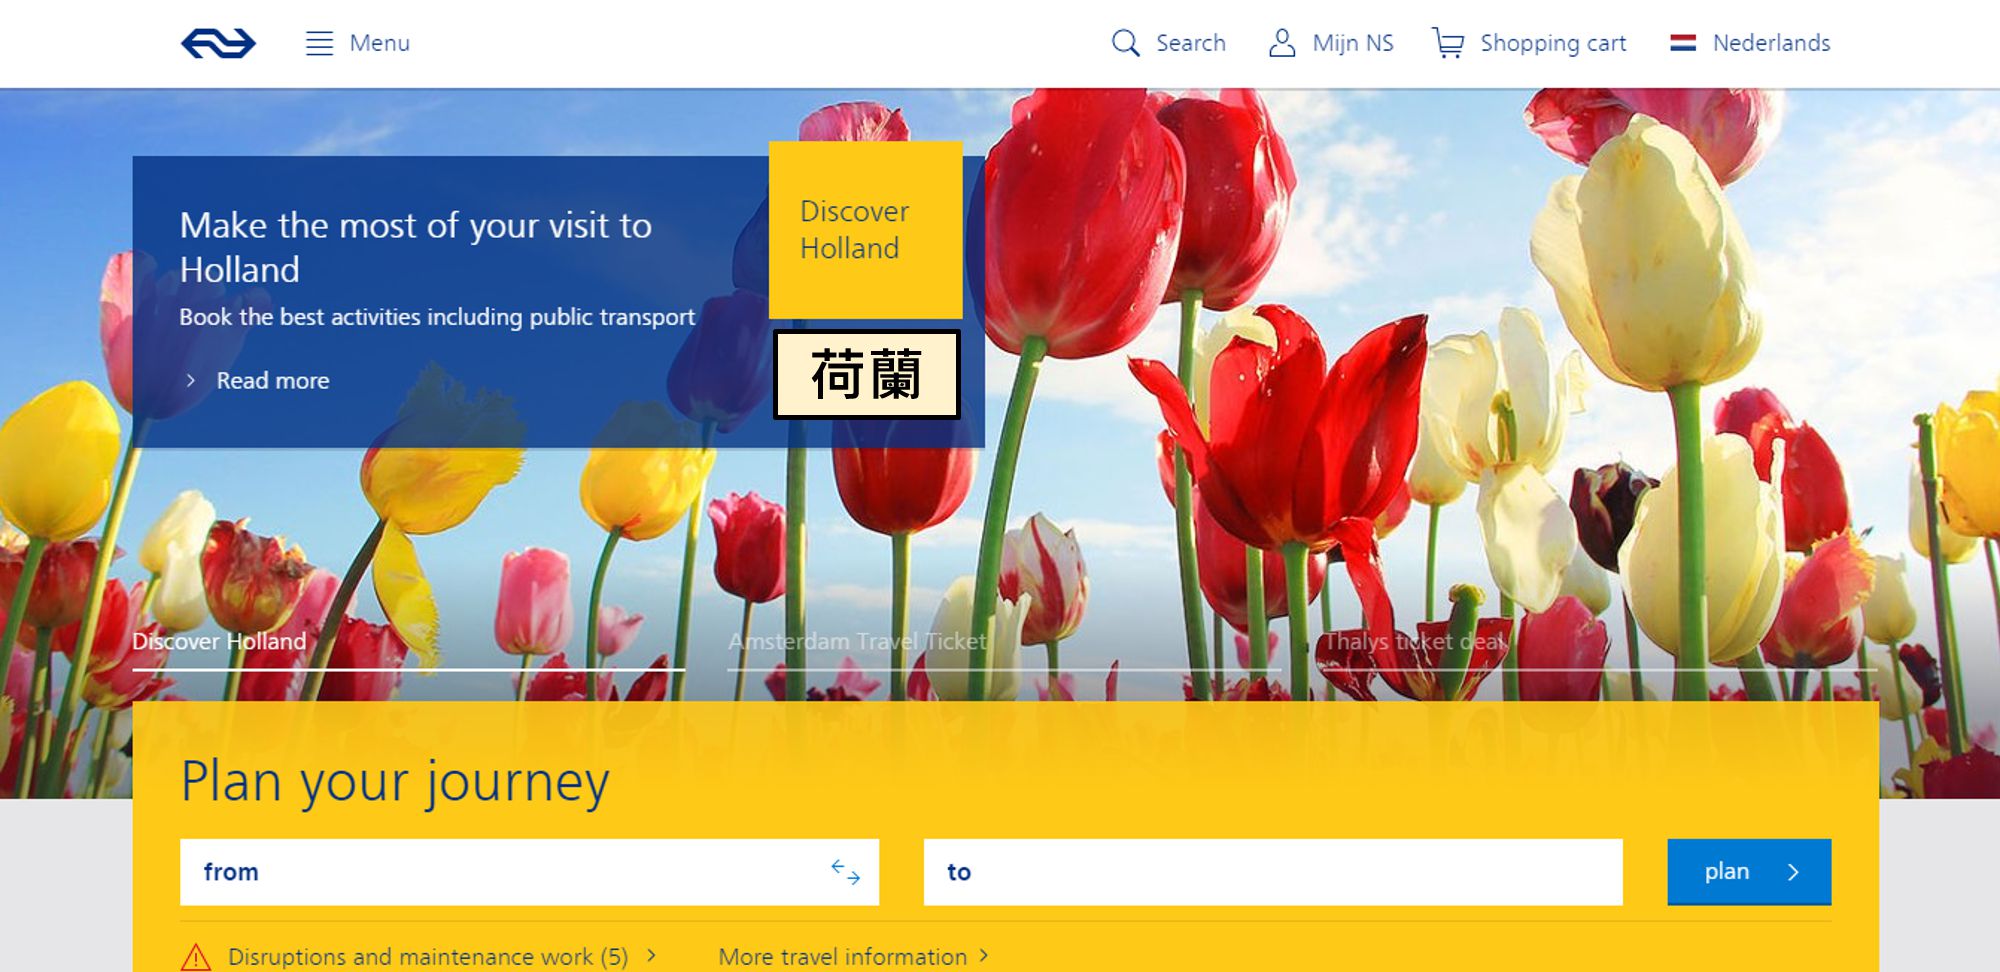 Menu
Search
Mijn NS
Shopping cart
Nederlands
Make the most of your visit to
Holland
Book the best activities including public transport
Read more
Discover
Holland
荷蘭
Discover Holland
Amsterdam Travel Ticket
Thalys ticket deal
Plan your journey
from
to
plan
Disruptions and maintenance work (5)
More travel information